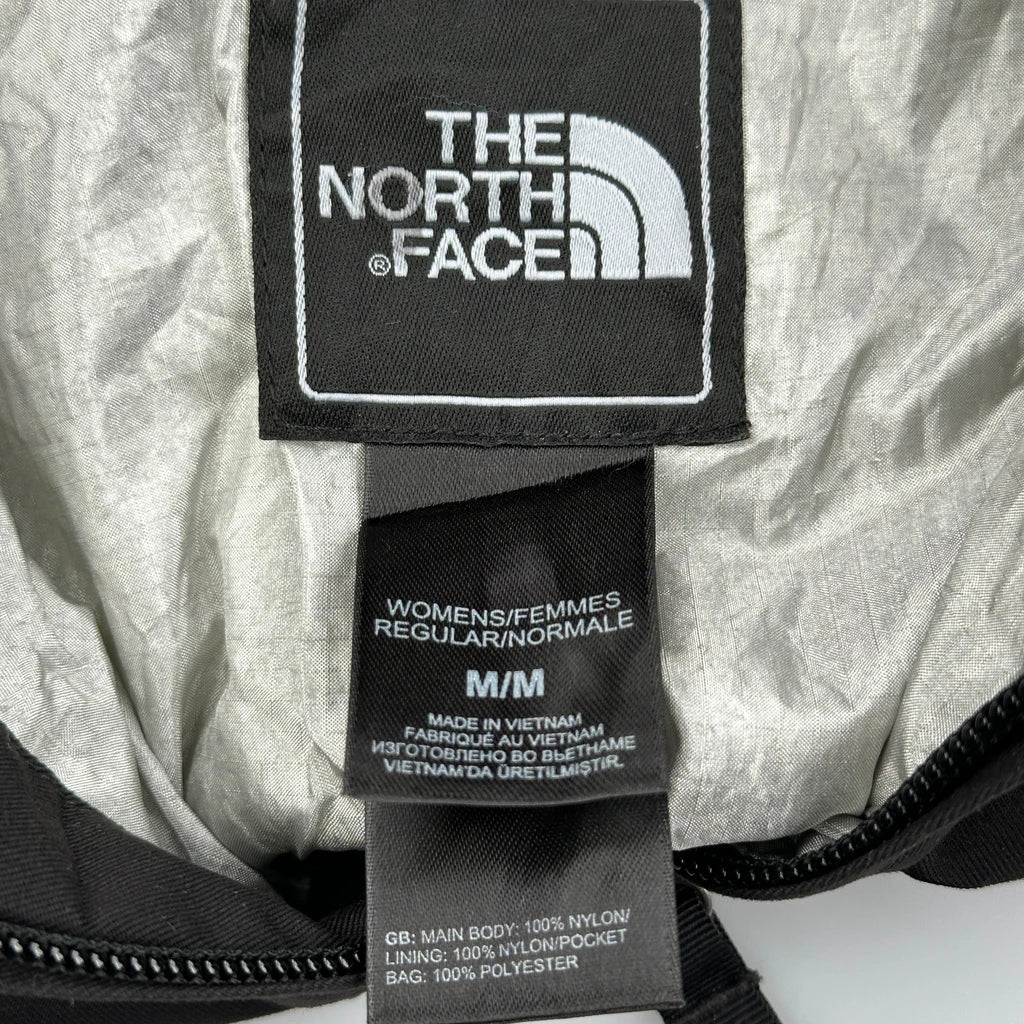 THE
NORTH
®FACE
WOMENS/FEMMES
REGULAR/NORMALE
M/M
MADE IN VIETNAM
FABRIQUÉ AU VIETNAM
ИЗГОТОВЛЕНО ВО ВЬЕТНАМЕ
VIETNAM'DA ÜRETILMIŞTIR.
GB: MAIN BODY: 100% NYLON/
LINING: 100% NYLON/POCKET
BAG: 100% POLYESTER